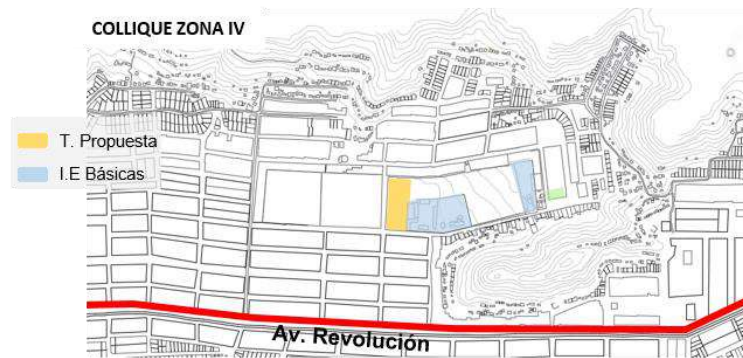 COLLIQUE ZONA IV
T. Propuesta
I.E Básicas
Av. Revolución